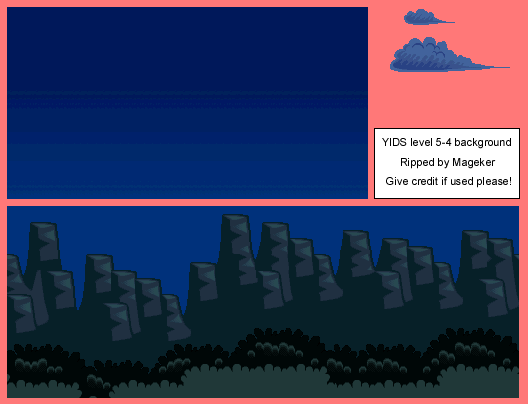 YIDS level 5-4 background
Ripped by Mageker
Give credit if used please!